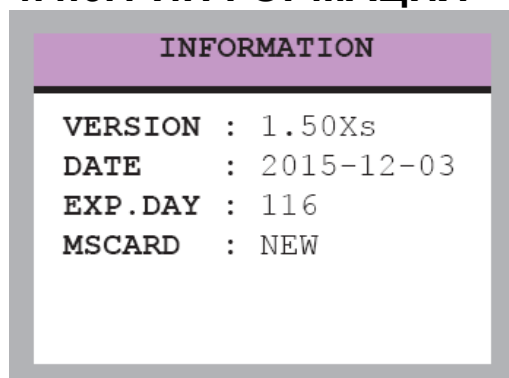 INFORMATION
VERSION : 1.50Xs
DATE : 2015-12-03
EXP.DAY : 116
MSCARD : NEW